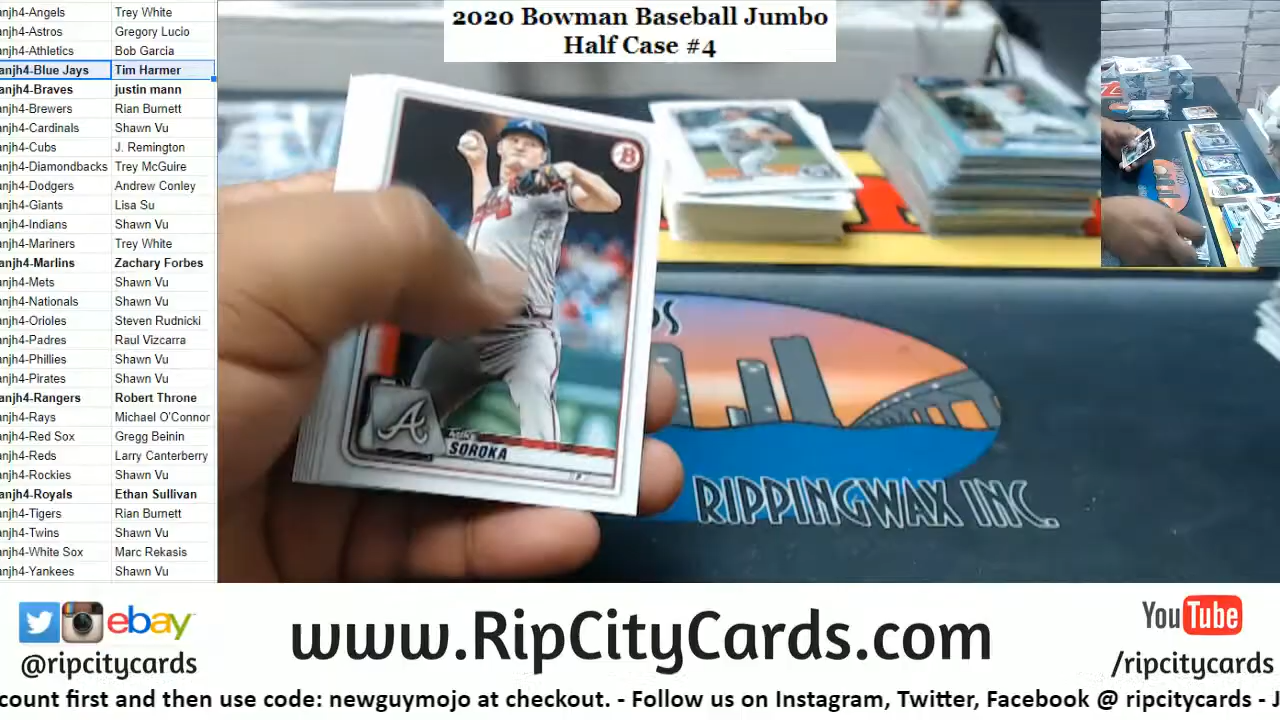 2020 Bowman Baseball Jumbo
Half Case #4
anjh4-Angels Trey White
anjh4-Astros Gregory Lucio
anjh4-Athletics Bob Garcia
anjh4-Blue Jays Tim Harmer
anjh4-Braves justin mann
anjh4-Brewers Rian Burnett
anjh4-Cardinals Shawn Vu
anjh4-Cubs J. Remington
anjh4-Diamondbacks Trey McGuire
anjh4-Dodgers Andrew Conley
anjh4-Giants Lisa Su
anjh4-Indians Shawn Vu
anjh4-Mariners Trey White
anjh4-Marlins Zachary Forbes
anjh4-Mets Shawn Vu
anjh4-Nationals Shawn Vu
anjh4-Orioles Steven Rudnicki
anjh4-Padres Raul Vizcarra
anjh4-Phillies Shawn Vu
anjh4-Pirates Shawn Vu
anjh4-Rangers Robert Throne
anjh4-Rays Michael O'Connor
anjh4-Red Sox Gregg Beinin
anjh4-Reds Larry Canterbery
anjh4-Rockies Shawn Vu
anjh4-Royals Ethan Sullivan
anjh4-Tigers Rian Burnett
anjh4-Twins Shawn Vu
anjh4-White Sox Marc Rekasis
anjh4-Yankees Shawn Vu
B
A
SOROKA
RIPPINGWAX INC.
ebay
@ripcitycards
www.RipCityCards.com
YouTube
/ripcitycards
count first and then use code: newguymojo at checkout. - Follow us on Instagram, Twitter, Facebook @ ripcitycards - J